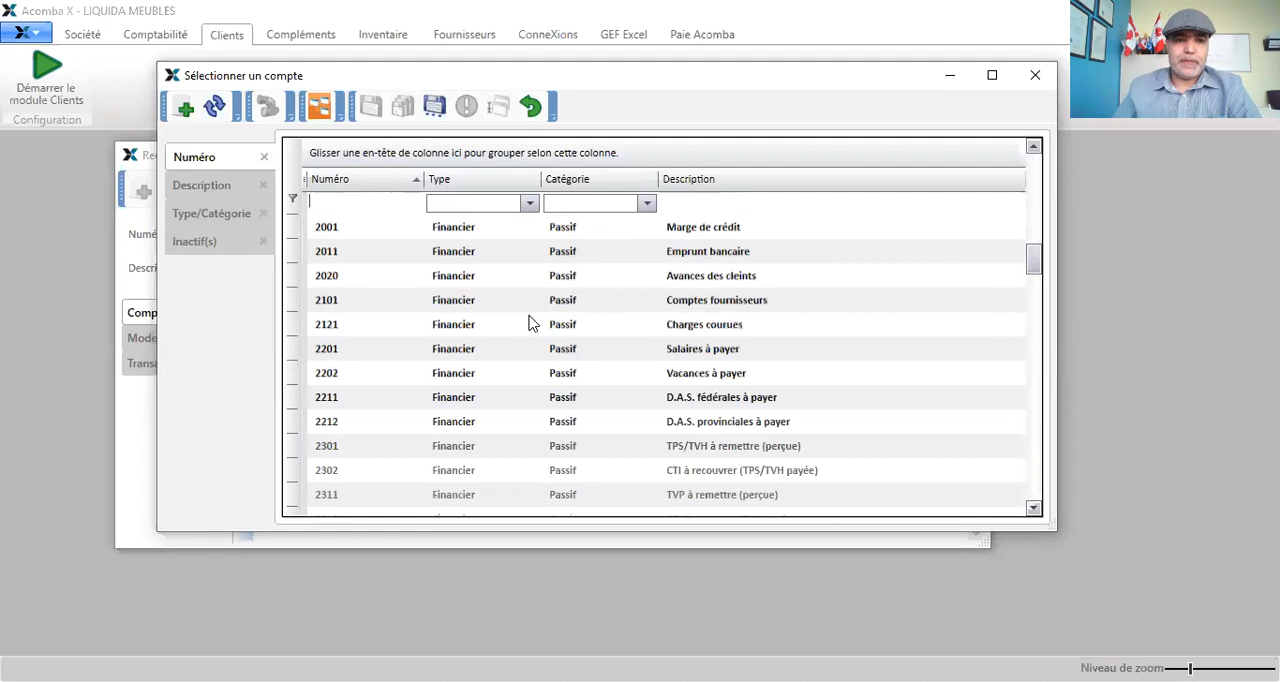 Acomba X - LIQUIDA MEUBLES
Société Comptabilité Clients Compléments Inventaire Fournisseurs ConneXions GEF Excel Paie Acomba
Démarrer le
module Clients
Configuration
Sélectionner un compte
Numéro
Description
Type/Catégorie
Inactif(s)
Glisser une en-tête de colonne ici pour grouper selon cette colonne.
Numéro Type Catégorie Description
2001 Financier Passif Marge de crédit
2011 Financier Passif Emprunt bancaire
2020 Financier Passif Avances des cleints
2101 Financier Passif Comptes fournisseurs
2121 Financier Passif Charges courues
2201 Financier Passif Salaires à payer
2202 Financier Passif Vacances à payer
2211 Financier Passif D.A.S. fédérales à payer
2212 Financier Passif D.A.S. provinciales à payer
2301 Financier Passif TPS/TVH à remettre (perçue)
2302 Financier Passif CTI à recouvrer (TPS/TVH payée)
2311 Financier Passif TVP à remettre (perçue)
Re
Numé
Descri
Comp
Mode
Transa
Niveau de zoom